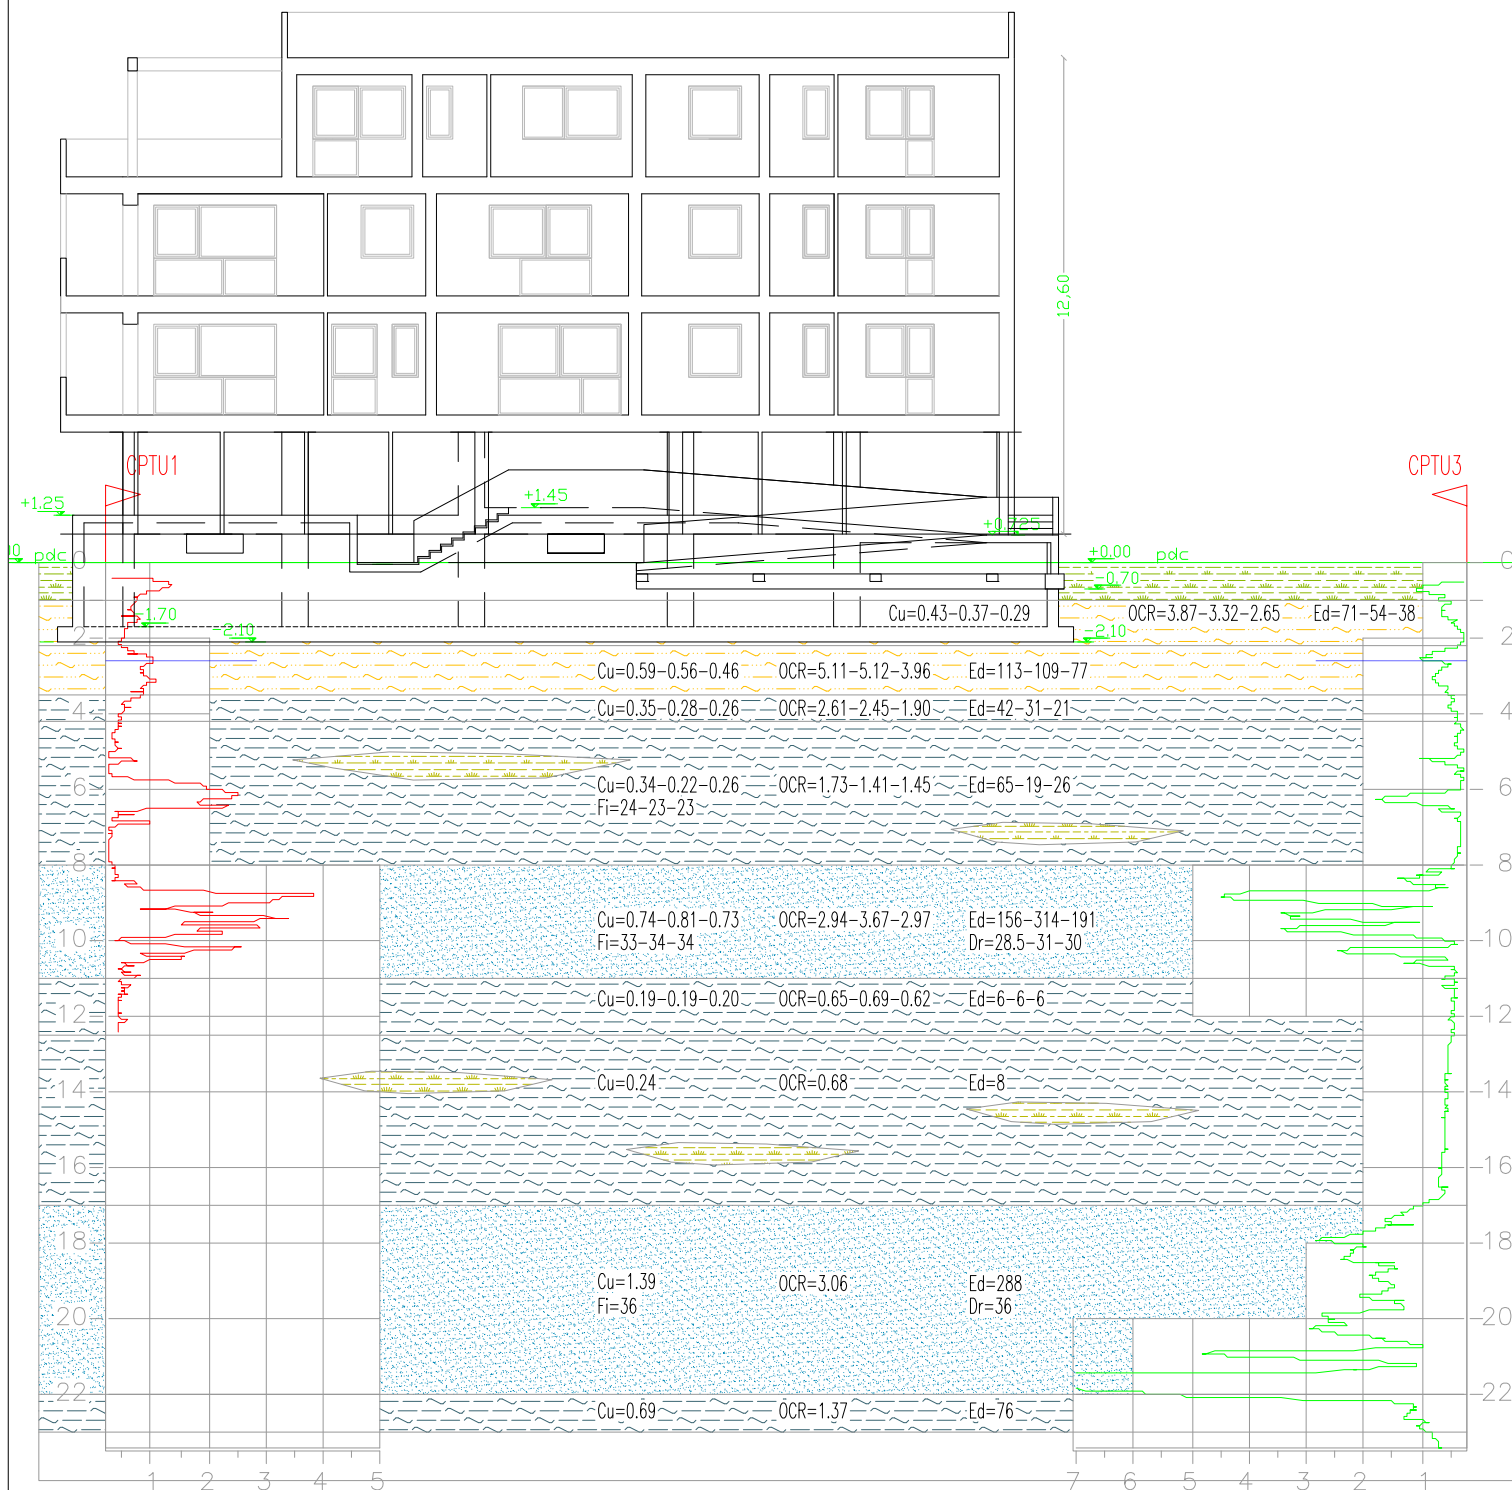 12,60
CPTU1
CPTU3
+1.25
+1.45
+0.725
0 pdc
0
+0.00 pdc
0
-0.70
Cu=0.43-0.37-0.29 OCR=3.87-3.32-2.65 Ed=71-54-38
-1.70
2
-2.10
-2.10
2
Cu=0.59-0.56-0.46 OCR=5.11-5.12-3.96 Ed=113-109-77
4
Cu=0.35-0.28-0.26 OCR=2.61-2.45-1.90 Ed=42-31-21
4
6
Cu=0.34-0.22-0.26 OCR=1.73-1.41-1.45 Ed=65-19-26
6
Fi=24-23-23
8
8
Cu=0.74-0.81-0.73 OCR=2.94-3.67-2.97 Ed=156-314-191
10
Fi=33-34-34 Dr=28.5-31-30
10
Cu=0.19-0.19-0.20 OCR=0.65-0.69-0.62 Ed=6-6-6
12
12
14
Cu=0.24 OCR=0.68 Ed=8
14
16
16
18
18
Cu=1.39 OCR=3.06 Ed=288
Fi=36 Dr=36
20
20
22
22
Cu=0.69 OCR=1.37 Ed=76
1 2 3 4 5
7 6 5 4 3 2 1